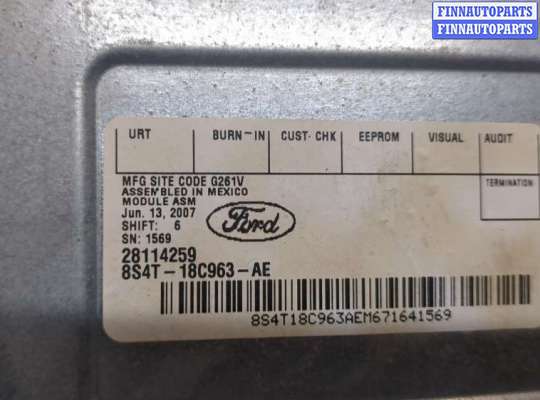 FINNAUTOPARTS
FINNAUTOPARTS
URT BURN-IN CUST- CHK EEPROM VISUAL AUDIT
TERMINATION
MFG SITE CODE G261V
ASSEMBLED IN MEXICO
MODULE ASM
Jun. 13, 2007
SHIFT: 6
SN: 1569
Ford
28114259
8S4T-18C963-AE
8S4T18C963AEM671641569